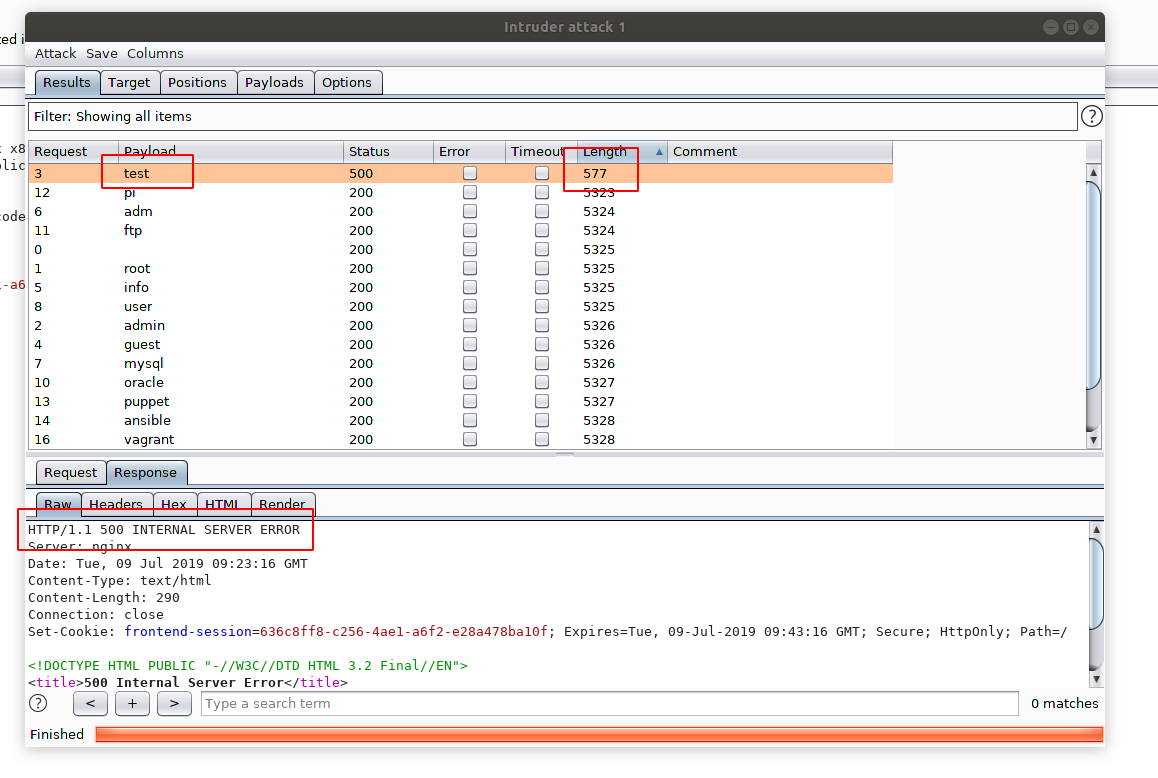 Intruder attack 1
ted i
Attack Save Columns
Results Target Positions Payloads Options
Filter: Showing all items
?
Request Payload Status Error Timeout Length Comment
3 test 500 577
12 pi 200 5323
6 adm 200 5324
11 ftp 200 5324
0 200 5325
1 root 200 5325
5 info 200 5325
8 user 200 5325
2 admin 200 5326
4 guest 200 5326
7 mysql 200 5326
10 oracle 200 5327
13 puppet 200 5327
14 ansible 200 5328
16 vagrant 200 5328
x8
lic
code
-a6
Request Response
Raw Headers Hex HTML Render
HTTP/1.1 500 INTERNAL SERVER ERROR
Server: nginx
Date: Tue, 09 Jul 2019 09:23:16 GMT
Content-Type: text/html
Content-Length: 290
Connection: close
Set-Cookie: frontend-session=636c8ff8-c256-4ae1-a6f2-e28a478ba10f; Expires=Tue, 09-Jul-2019 09:43:16 GMT; Secure; HttpOnly; Path=/
<!DOCTYPE HTML PUBLIC "-//W3C//DTD HTML 3.2 Final//EN">
<title>500 Internal Server Error</title>
? < + > Type a search term 0 matches
Finished